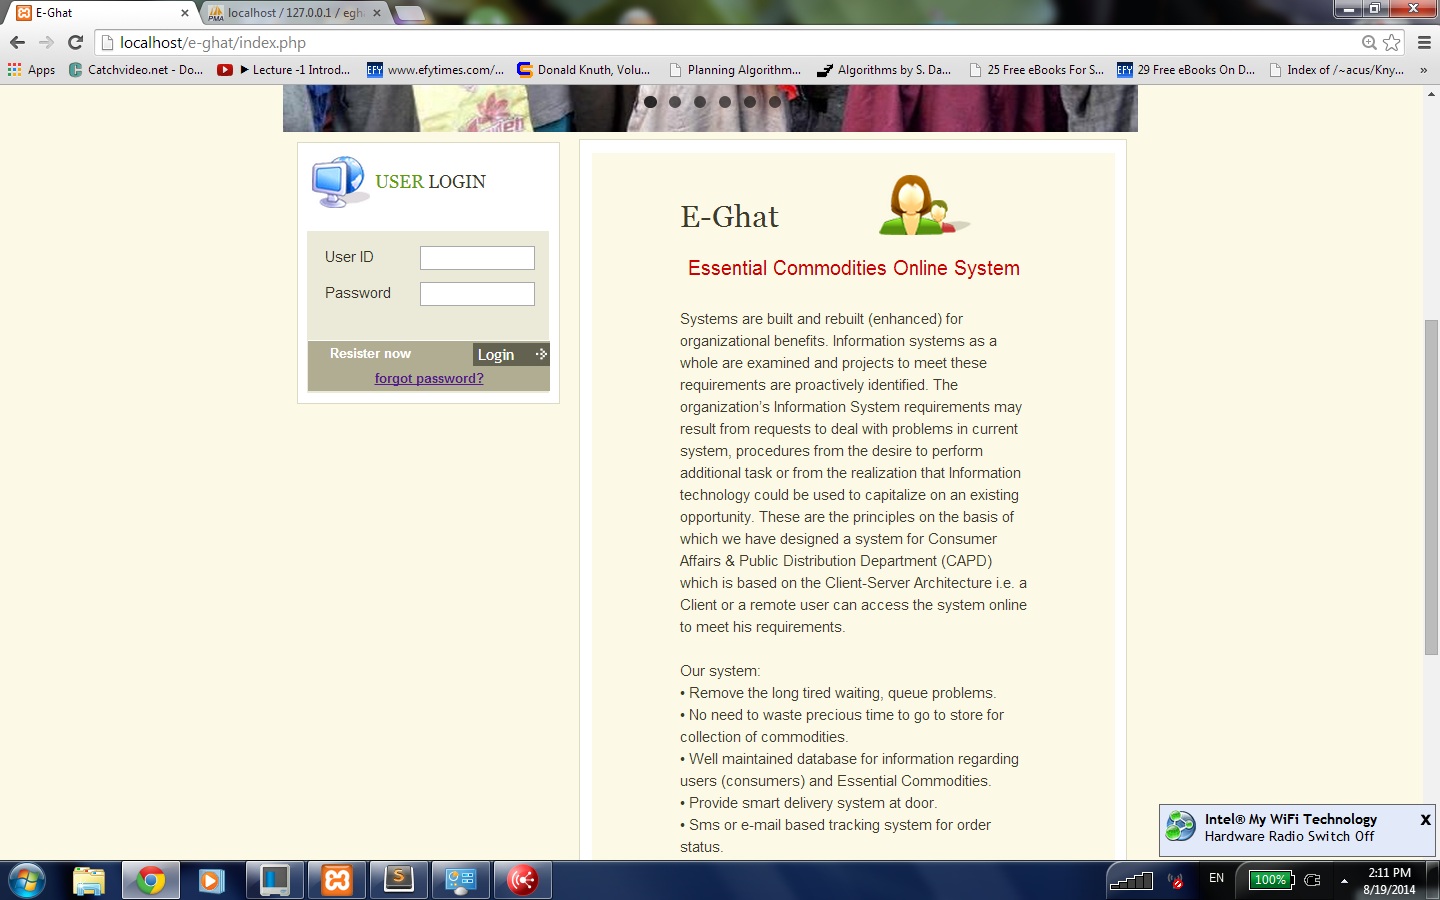 E-Ghat
localhost / 127.0.0.1 / egh
localhost/e-ghat/index.php
Apps
Catchvideo.net - Do...
Lecture -1 Introd...
EFY
www.efytimes.com/...
Donald Knuth, Volu...
Planning Algorithm...
Algorithms by S. Da...
25 Free eBooks For S...
EFY
29 Free eBooks On D...
Index of /~acus/Kny...
»
USER LOGIN
User ID
Password
Resister now
Login
forgot password?
E-Ghat
Essential Commodities Online System
Systems are built and rebuilt (enhanced) for
organizational benefits. Information systems as a
whole are examined and projects to meet these
requirements are proactively identified. The
organization’s Information System requirements may
result from requests to deal with problems in current
system, procedures from the desire to perform
additional task or from the realization that Information
technology could be used to capitalize on an existing
opportunity. These are the principles on the basis of
which we have designed a system for Consumer
Affairs & Public Distribution Department (CAPD)
which is based on the Client-Server Architecture i.e. a
Client or a remote user can access the system online
to meet his requirements.
Our system:
• Remove the long tired waiting, queue problems.
• No need to waste precious time to go to store for
collection of commodities.
• Well maintained database for information regarding
users (consumers) and Essential Commodities.
• Provide smart delivery system at door.
• Sms or e-mail based tracking system for order
status.
Intel® My WiFi Technology
Hardware Radio Switch Off
EN
100%
2:11 PM
8/19/2014